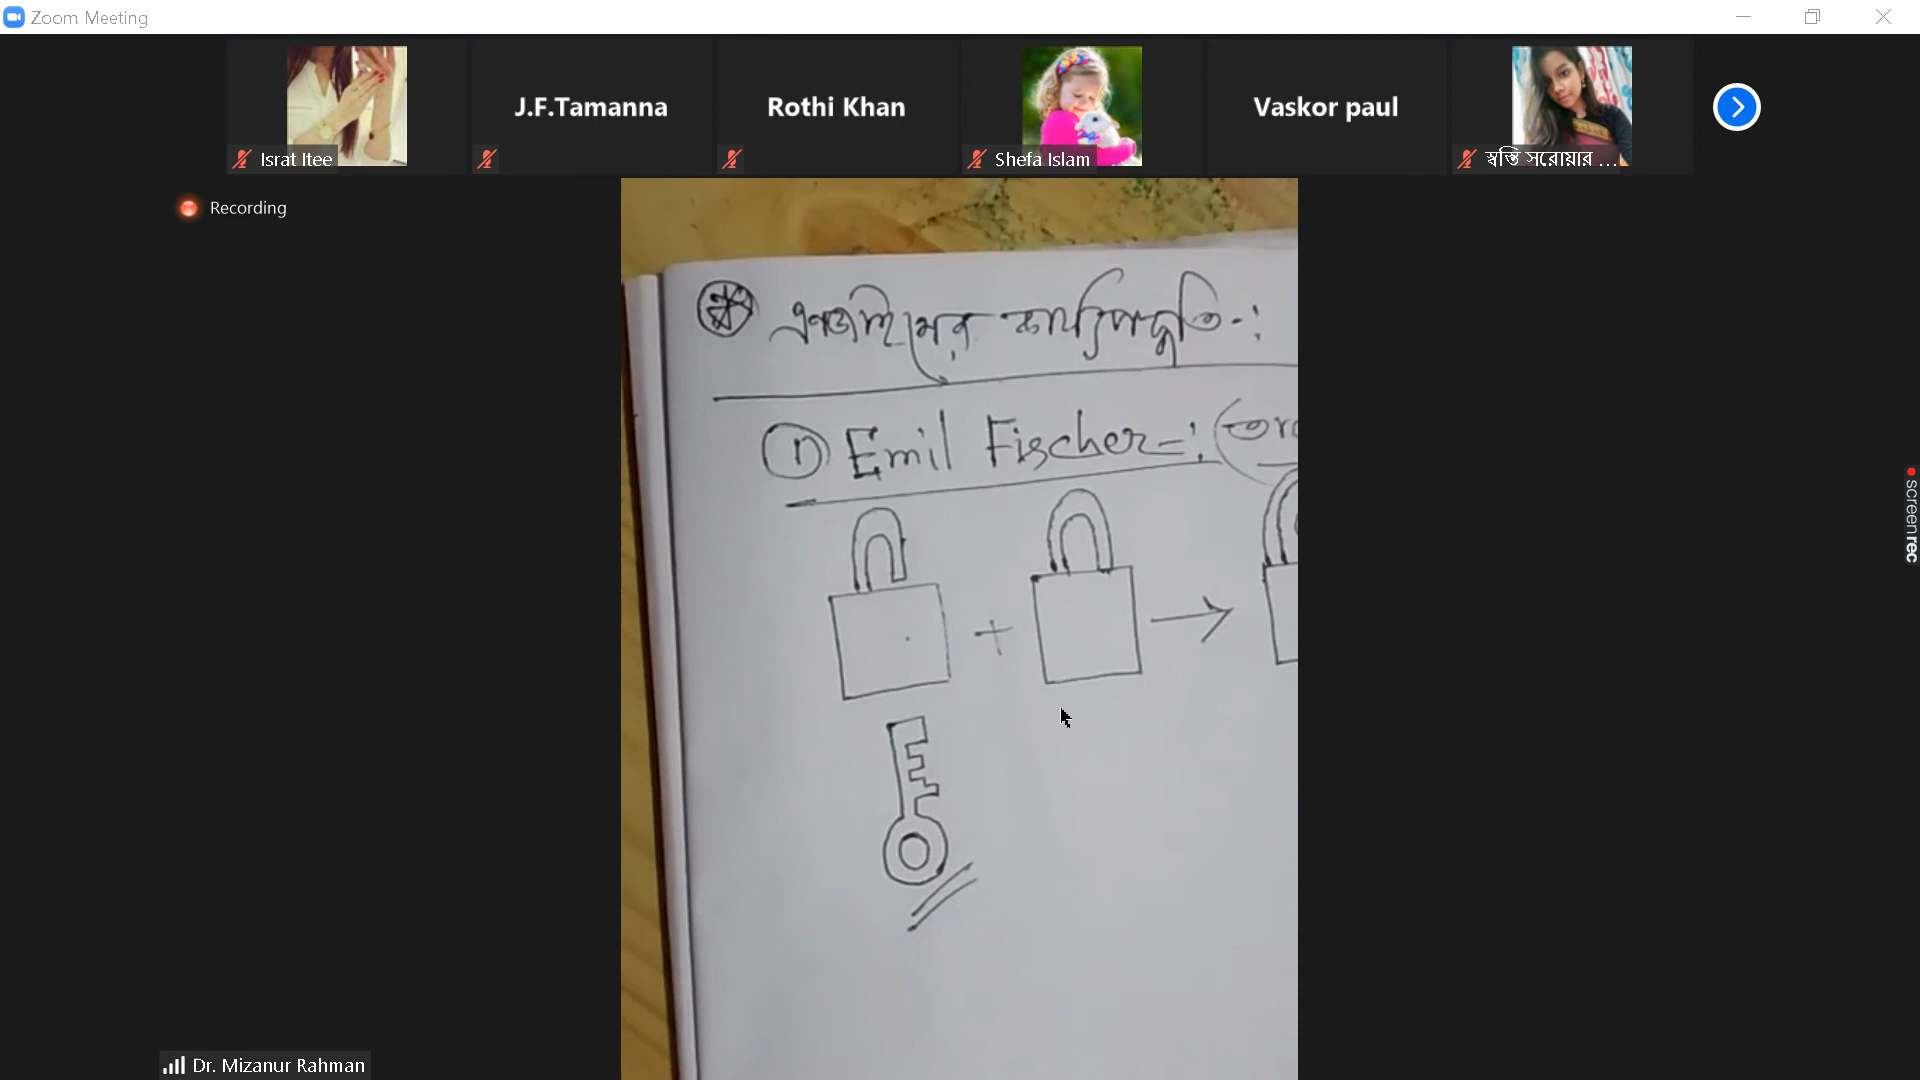 Zoom Meeting
J.F.Tamanna
Rothi Khan
Vaskor paul
Israt Itee
Shefa Islam
স্বস্তি সরোয়ার ...
Recording
এনজাইমের কার্যপদ্ধতি-:
① Emil Fischer-:
+
→
screenrec
Dr. Mizanur Rahman